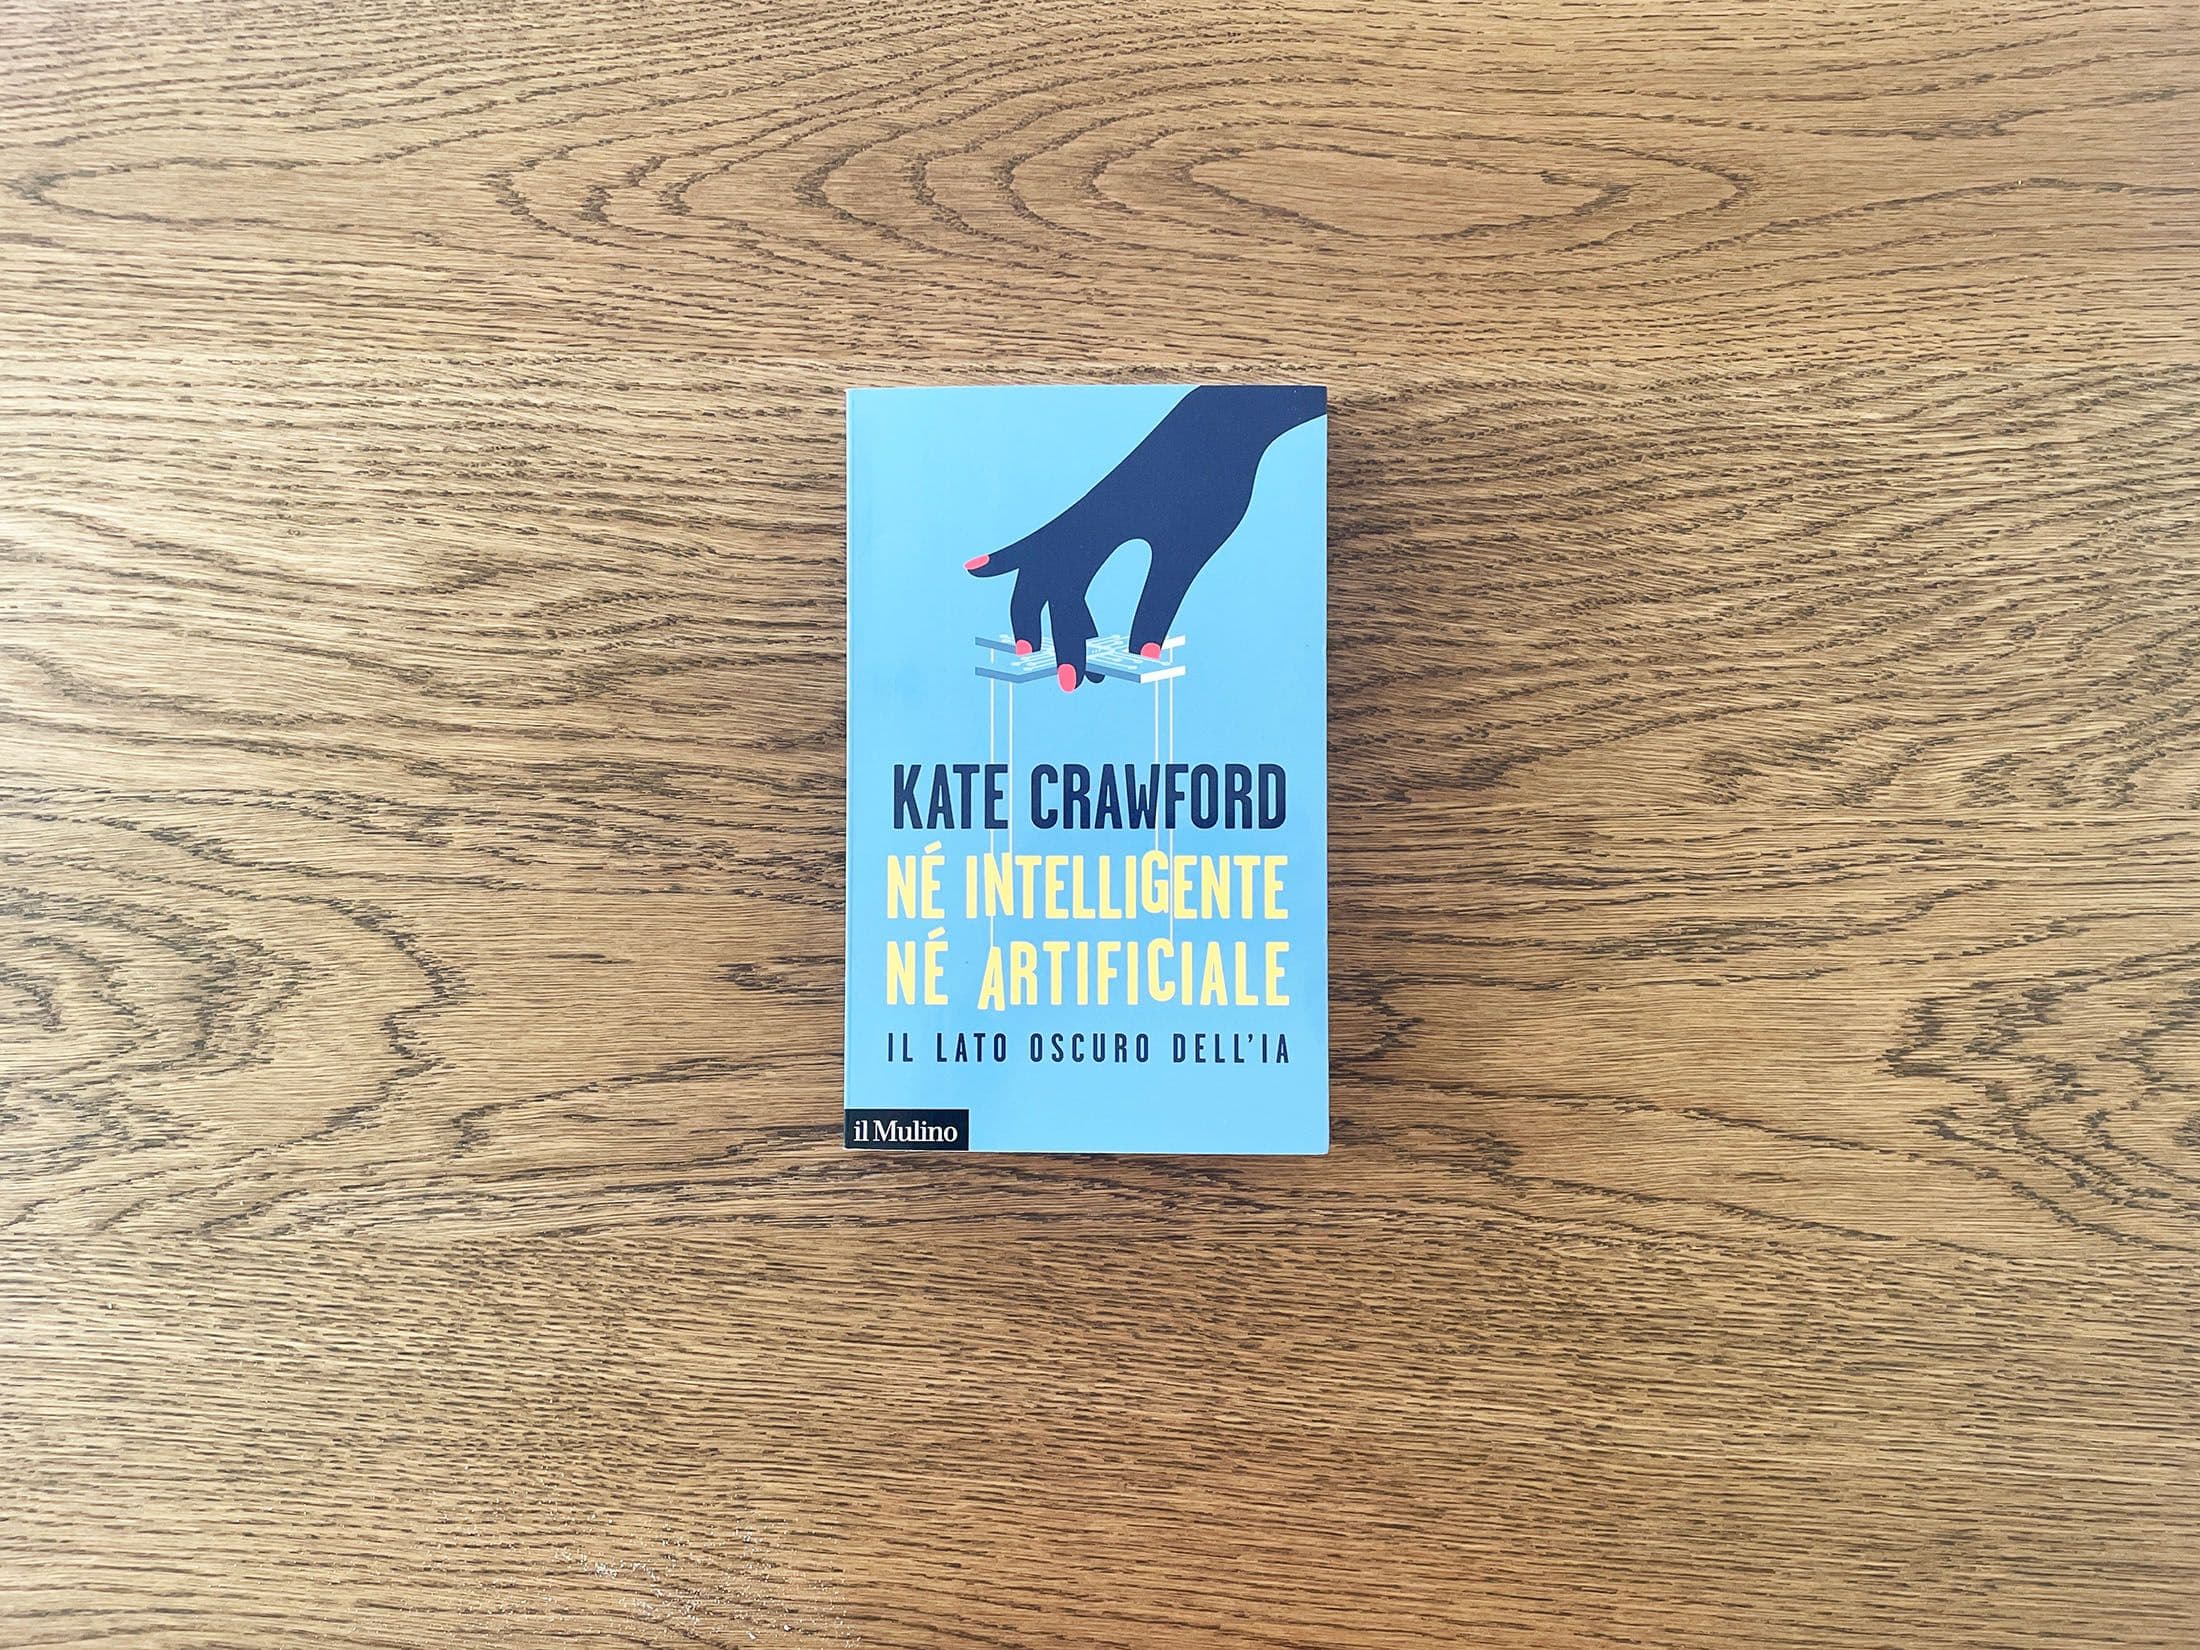 KATE CRAWFORD
NÉ INTELLIGENTE
NÉ ARTIFICIALE
IL LATO OSCURO DELL'IA
il Mulino